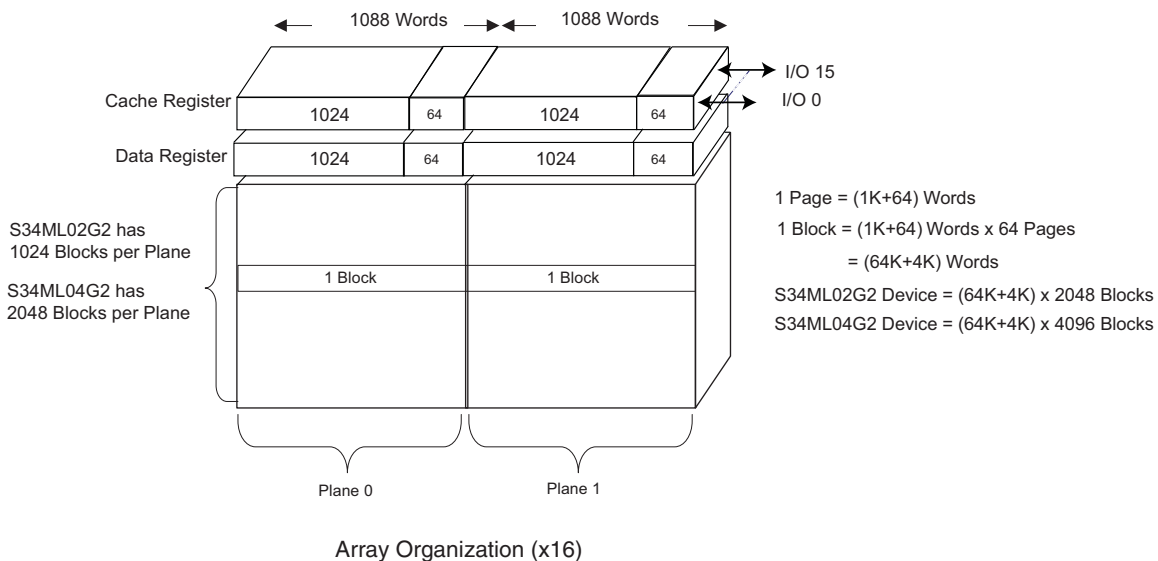 1088 Words 1088 Words
I/O 15
Cache Register 1024 64 1024 64 I/O 0
Data Register 1024 64 1024 64
S34ML02G2 has
1024 Blocks per Plane
S34ML04G2 has
2048 Blocks per Plane
1 Block 1 Block
1 Page = (1K+64) Words
1 Block = (1K+64) Words x 64 Pages
= (64K+4K) Words
S34ML02G2 Device = (64K+4K) x 2048 Blocks
S34ML04G2 Device = (64K+4K) x 4096 Blocks
Plane 0 Plane 1
Array Organization (x16)